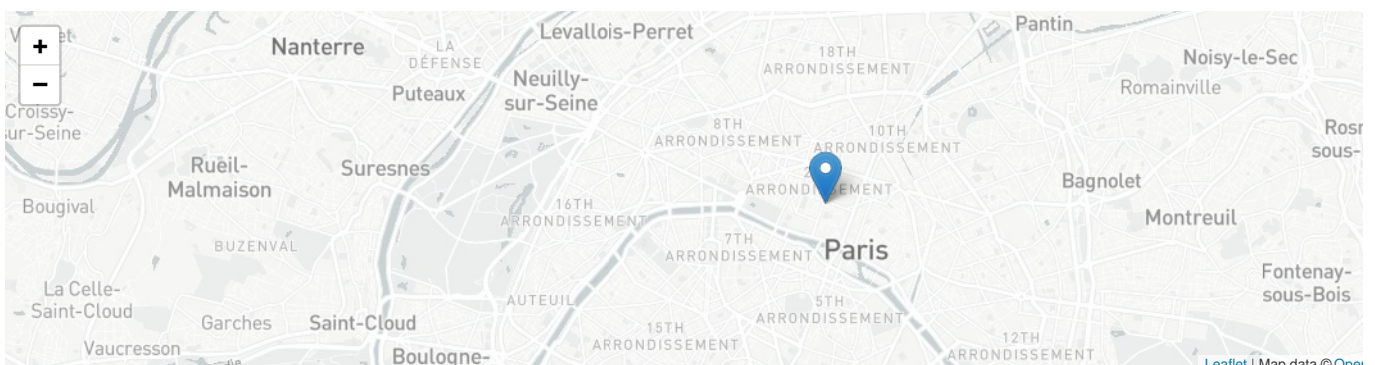 +
−
Nanterre
LA
DÉFENSE
Levallois-Perret
Pantin
18TH
ARRONDISSEMENT
Noisy-le-Sec
Neuilly-
sur-Seine
Puteaux
Romainville
Croissy-
sur-Seine
8TH
ARRONDISSEMENT
10TH
ARRONDISSEMENT
Rueil-
Malmaison
Suresnes
ARRONDISSEMENT
Bagnolet
Bougival
16TH
ARRONDISSEMENT
Montreuil
BUZENVAL
7TH
ARRONDISSEMENT
Paris
Fontenay-
sous-Bois
La Celle-
Saint-Cloud
AUTEUIL
5TH
ARRONDISSEMENT
Garches
Saint-Cloud
15TH
ARRONDISSEMENT
12TH
ARRONDISSEMENT
Vaucresson
Boulogne-
Leaflet | Map data ©